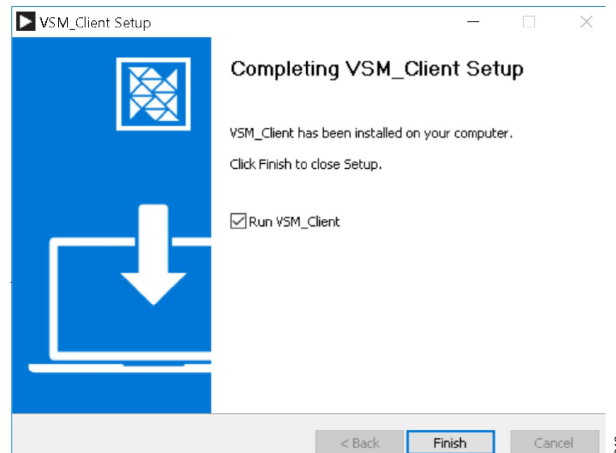 VSM_Client Setup
Completing VSM_Client Setup
VSM_Client has been installed on your computer.
Click Finish to close Setup.
Run VSM_Client
< Back Finish Cancel